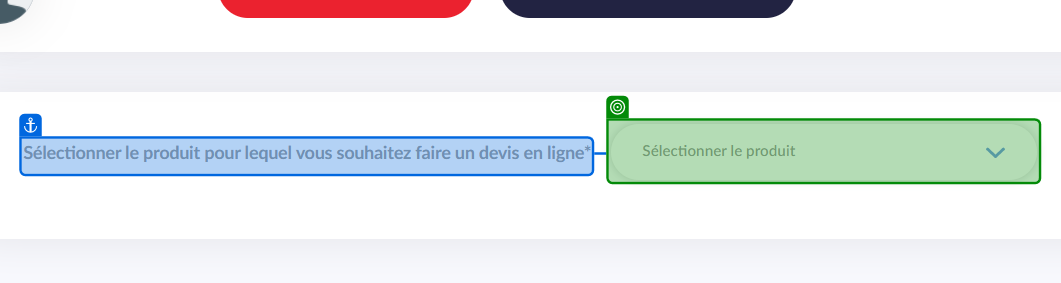 Sélectionner le produit pour lequel vous souhaitez faire un devis en ligne*
Sélectionner le produit